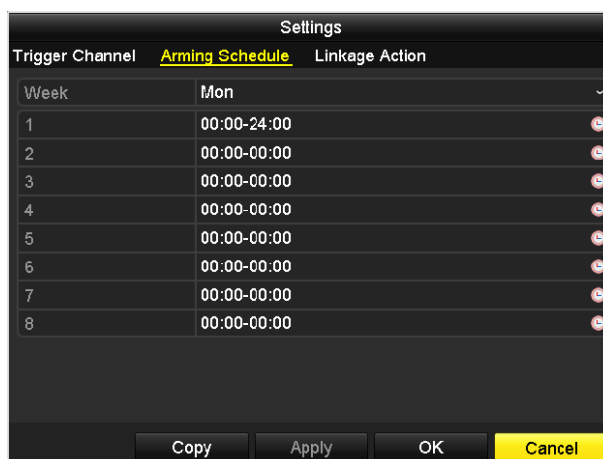 Settings
Trigger Channel Arming Schedule Linkage Action
Week Mon
1 00:00-24:00
2 00:00-00:00
3 00:00-00:00
4 00:00-00:00
5 00:00-00:00
6 00:00-00:00
7 00:00-00:00
8 00:00-00:00
Copy Apply OK Cancel